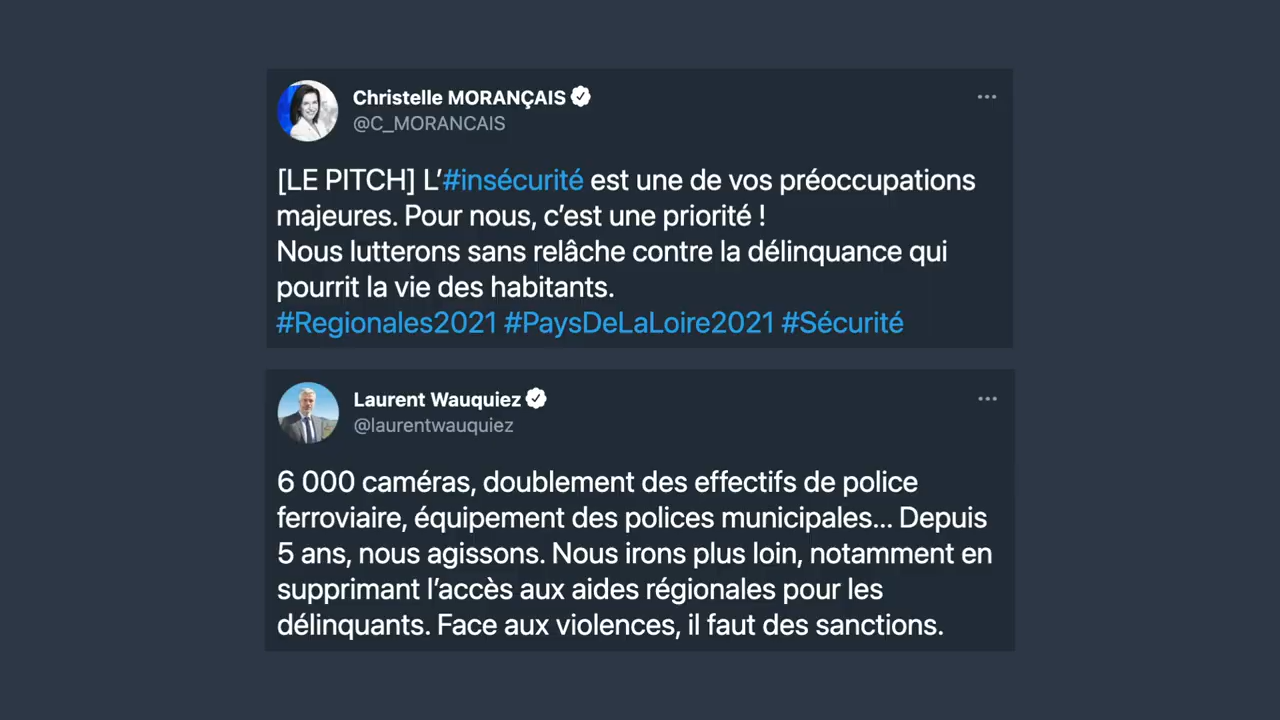 Christelle MORANÇAIS
@C_MORANCAIS
[LE PITCH] L’#insécurité est une de vos préoccupations
majeures. Pour nous, c’est une priorité !
Nous lutterons sans relâche contre la délinquance qui
pourrit la vie des habitants.
#Regionales2021 #PaysDeLaLoire2021 #Sécurité
Laurent Wauquiez
@laurentwauquiez
6 000 caméras, doublement des effectifs de police
ferroviaire, équipement des polices municipales... Depuis
5 ans, nous agissons. Nous irons plus loin, notamment en
supprimant l’accès aux aides régionales pour les
délinquants. Face aux violences, il faut des sanctions.